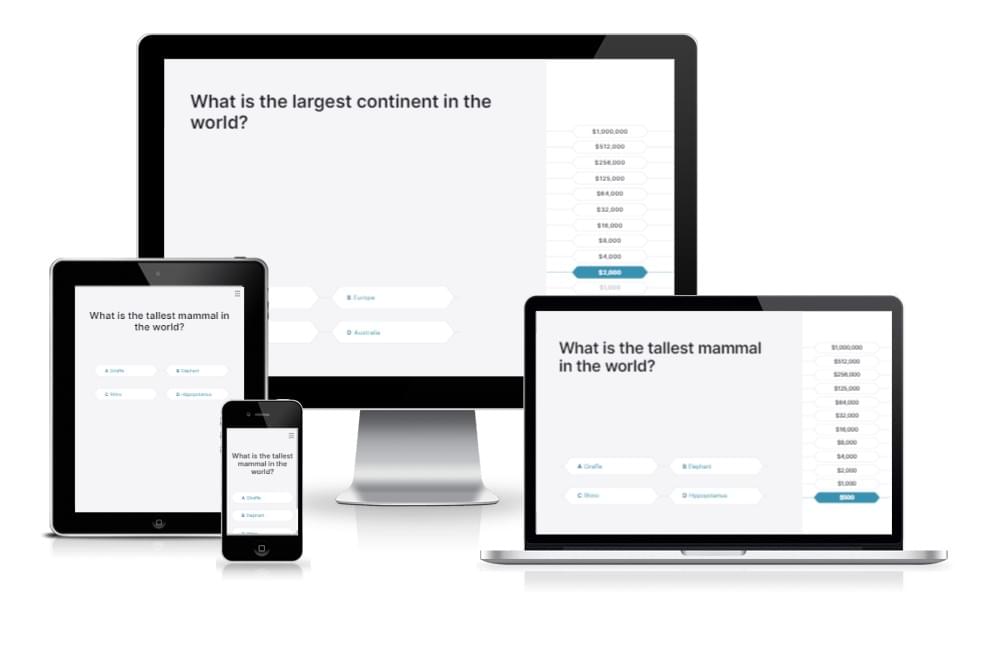 What is the largest continent in the
world?
$1,000,000
$512,000
$256,000
$125,000
$64,000
$32,000
$16,000
$8,000
$4,000
$2,000
$1,000
B Europe
D Australia
What is the tallest mammal in
the world?
A Giraffe
B Elephant
C Rhino
D Hippopotamus
What is the tallest
mammal in the
world?
A Giraffe
B Elephant
What is the tallest mammal
in the world?
A Giraffe
B Elephant
C Rhino
D Hippopotamus
$1,000,000
$512,000
$256,000
$125,000
$64,000
$32,000
$16,000
$8,000
$4,000
$2,000
$1,000
$500